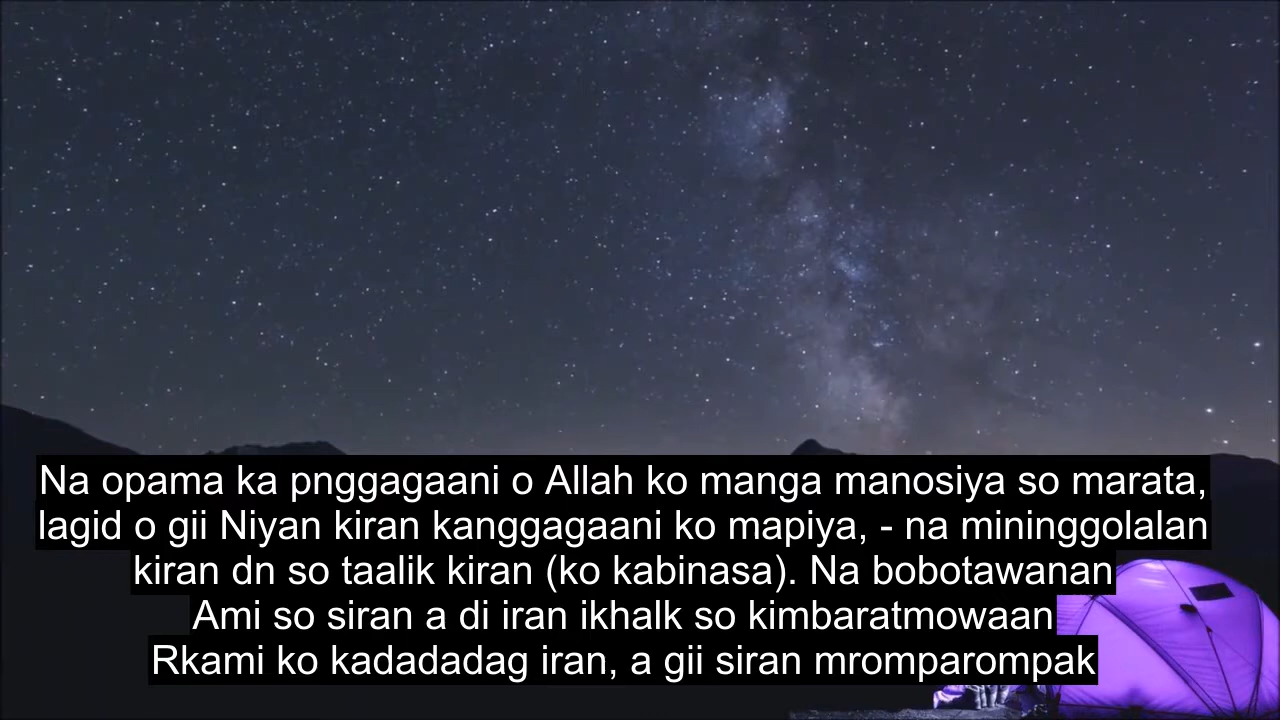 Na opama ka pnggagaani o Allah ko manga manosiya so marata,
lagid o gii Niyan kiran kanggagaani ko mapiya, - na mininggolalan
kiran dn so taalik kiran (ko kabinasa). Na bobotawanan
Ami so siran a di iran ikhalk so kimbaratmowaan
Rkami ko kadadadag iran, a gii siran mromparompak